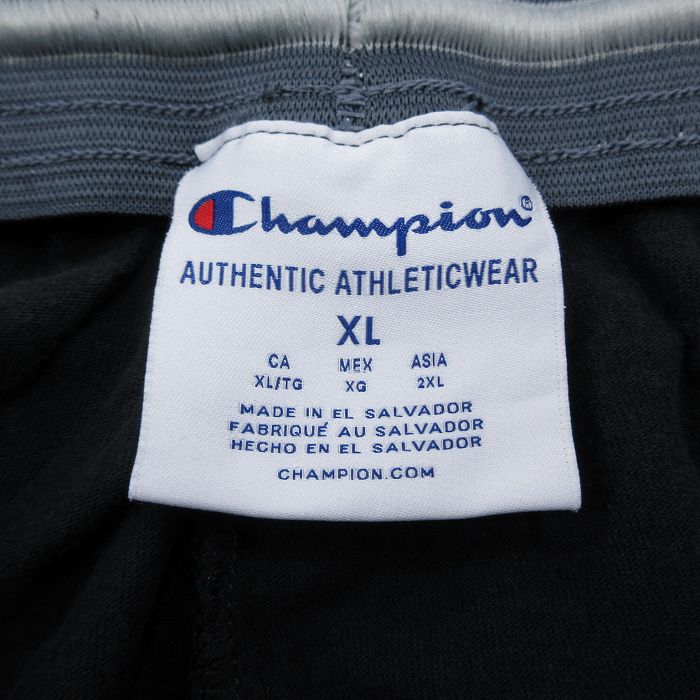 Champion®
AUTHENTIC ATHLETICWEAR
XL
CA MEX ASIA
XL/TG XG 2XL
MADE IN EL SALVADOR
FABRIQUÉ AU SALVADOR
HECHO EN EL SALVADOR
CHAMPION.COM